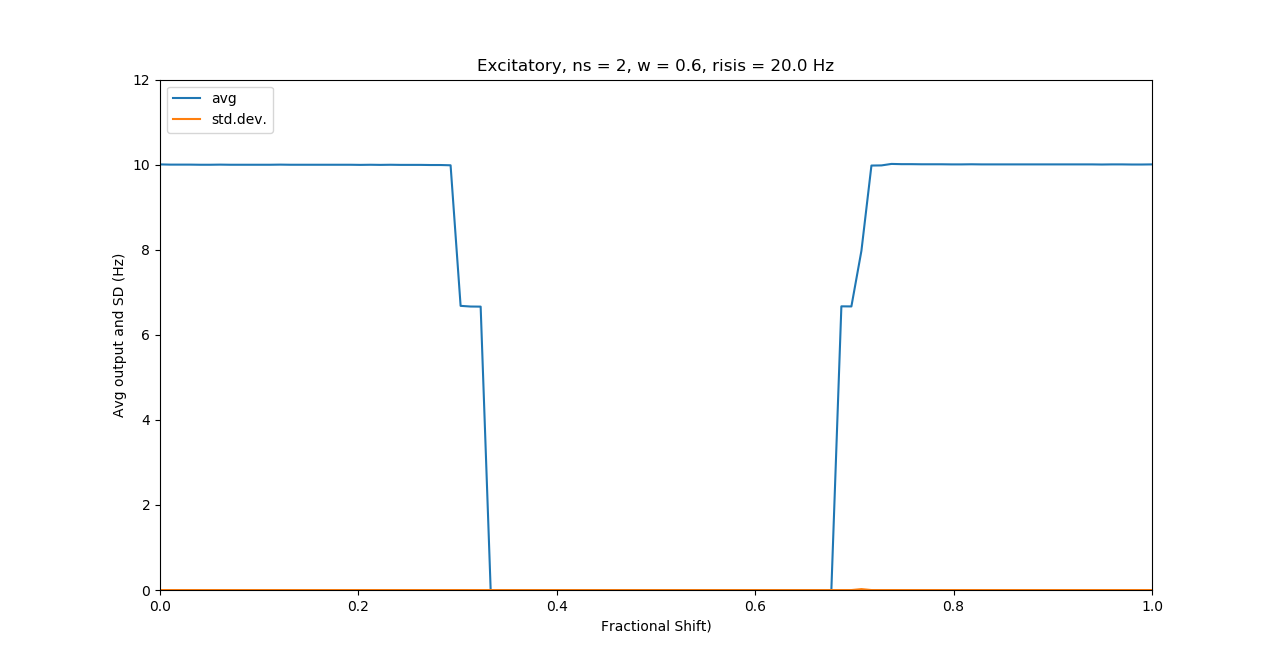 Excitatory, ns = 2, w = 0.6, risis = 20.0 Hz
avg
std.dev.
Avg output and SD (Hz)
12
10
8
6
4
2
0
0.0 0.2 0.4 0.6 0.8 1.0
Fractional Shift)